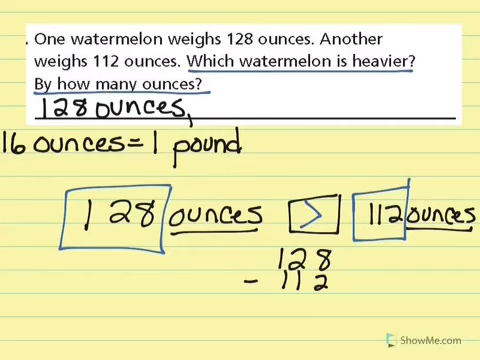 . One watermelon weighs 128 ounces. Another
weighs 112 ounces. Which watermelon is heavier?
By how many ounces?
128 ounces,
16 ounces = 1 pound
128 ounces > 112 ounces
128
- 112
ShowMe.com